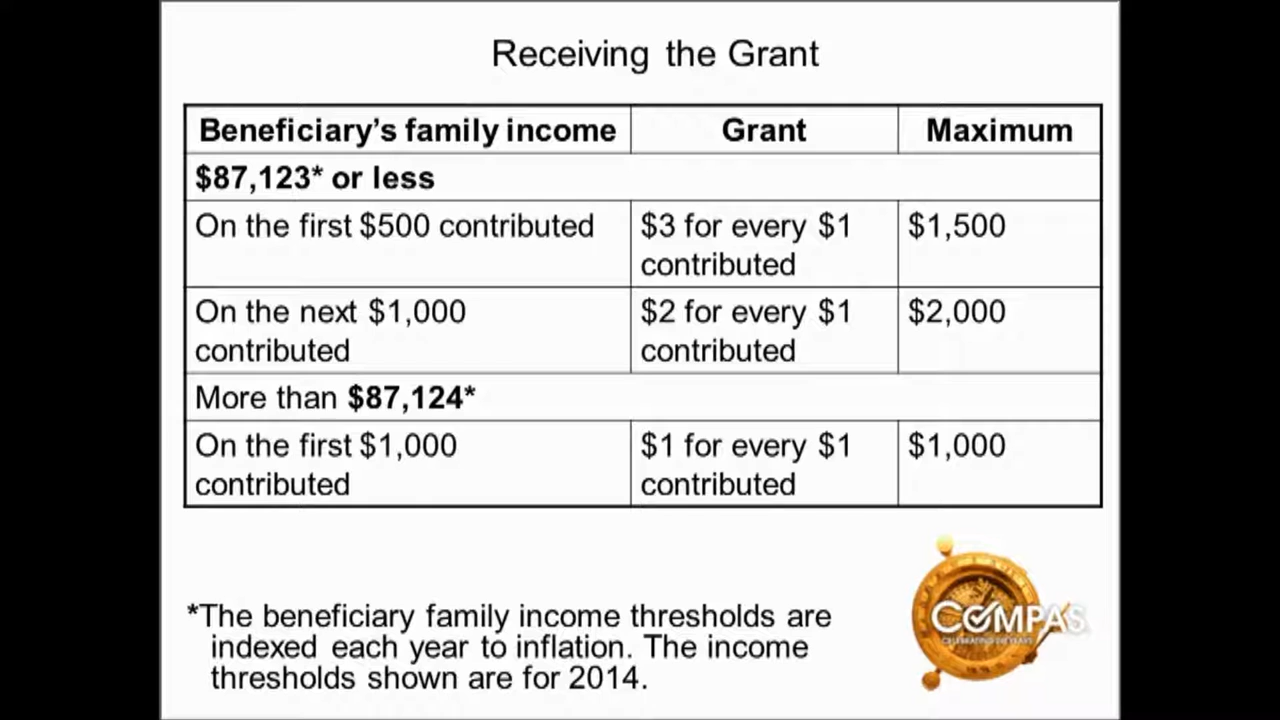 Receiving the Grant
Beneficiary's family income Grant Maximum
$87,123* or less
On the first $500 contributed $3 for every $1 $1,500
contributed
On the next $1,000 $2 for every $1 $2,000
contributed contributed
More than $87,124*
On the first $1,000 $1 for every $1 $1,000
contributed contributed
*The beneficiary family income thresholds are
indexed each year to inflation. The income
thresholds shown are for 2014.
COMPAS